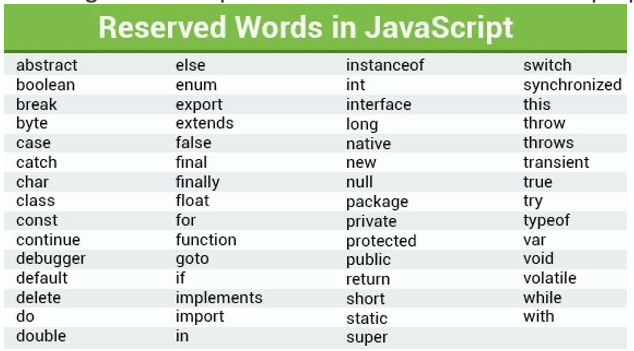 Reserved Words in JavaScript
abstract else instanceof switch
boolean enum int synchronized
break export interface this
byte extends long throw
case false native throws
catch final new transient
char finally null true
class float package try
const for private typeof
continue function protected var
debugger goto public void
default if return volatile
delete implements short while
do import static with
double in super